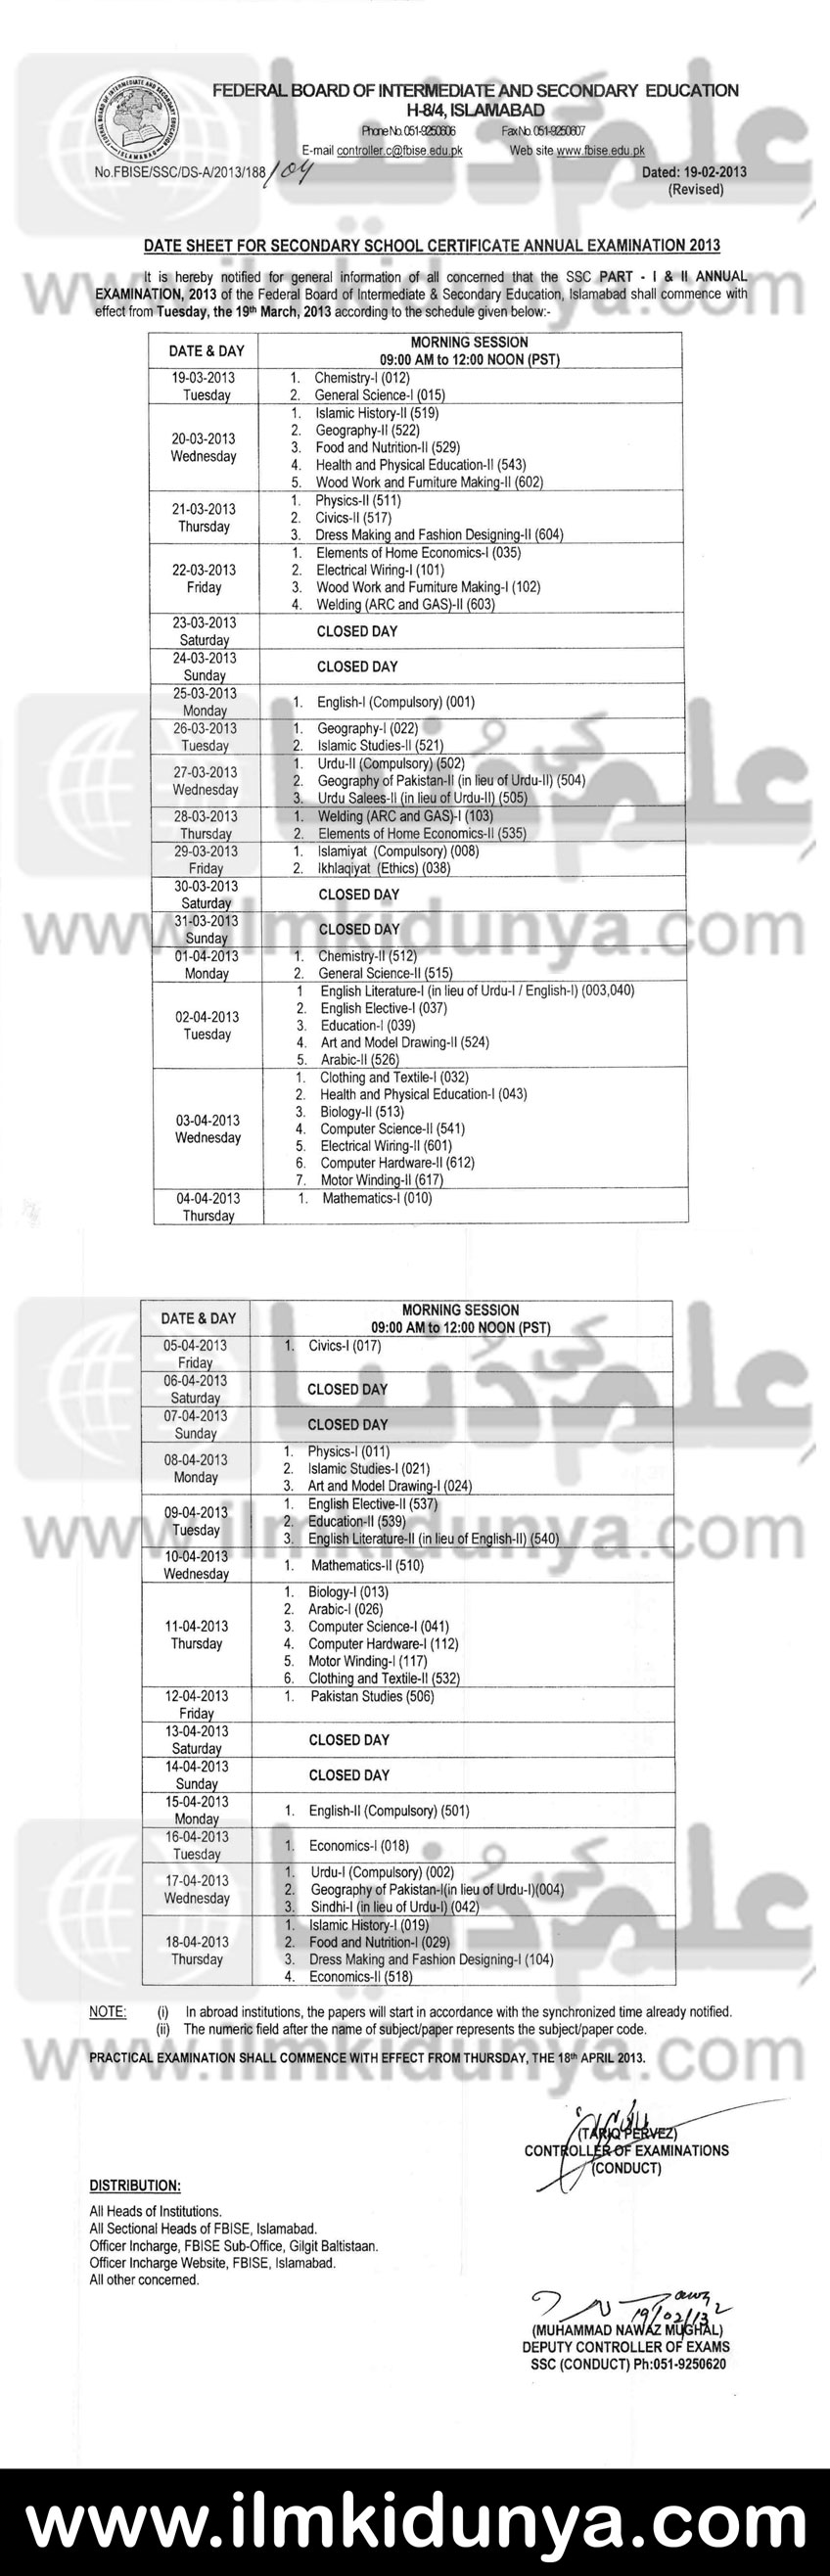 FEDERAL BOARD OF INTERMEDIATE AND SECONDARY EDUCATION
H-8/4, ISLAMABAD
Phone No. 051-9250606 Fax No. 051-9250607
E-mail controller.c@fbise.edu.pk Web site www.fbise.edu.pk
No.FBISE/SSC/DS-A/2013/188/04 Dated: 19-02-2013
(Revised)
DATE SHEET FOR SECONDARY SCHOOL CERTIFICATE ANNUAL EXAMINATION 2013
It is hereby notified for general information of all concerned that the SSC PART - I & II ANNUAL
EXAMINATION, 2013 of the Federal Board of Intermediate & Secondary Education, Islamabad shall commence with
effect from Tuesday, the 19th March, 2013 according to the schedule given below:-
DATE & DAY
MORNING SESSION
09:00 AM to 12:00 NOON (PST)
19-03-2013
Tuesday
1. Chemistry-I (012)
2. General Science-I (015)
20-03-2013
Wednesday
1. Islamic History-II (519)
2. Geography-II (522)
3. Food and Nutrition-II (529)
4. Health and Physical Education-II (543)
5. Wood Work and Furniture Making-II (602)
21-03-2013
Thursday
1. Physics-II (511)
2. Civics-II (517)
3. Dress Making and Fashion Designing-II (604)
22-03-2013
Friday
1. Elements of Home Economics-I (035)
2. Electrical Wiring-I (101)
3. Wood Work and Furniture Making-I (102)
4. Welding (ARC and GAS)-II (603)
23-03-2013
Saturday
CLOSED DAY
24-03-2013
Sunday
CLOSED DAY
25-03-2013
Monday
1. English-I (Compulsory) (001)
26-03-2013
Tuesday
1. Geography-I (022)
2. Islamic Studies-II (521)
27-03-2013
Wednesday
1. Urdu-II (Compulsory) (502)
2. Geography of Pakistan-II (in lieu of Urdu-II) (504)
3. Urdu Salees-II (in lieu of Urdu-II) (505)
28-03-2013
Thursday
1. Welding (ARC and GAS)-I (103)
2. Elements of Home Economics-II (535)
29-03-2013
Friday
1. Islamiyat (Compulsory) (008)
2. Ikhlaqiyat (Ethics) (038)
30-03-2013
Saturday
CLOSED DAY
31-03-2013
Sunday
CLOSED DAY
01-04-2013
Monday
1. Chemistry-II (512)
2. General Science-II (515)
02-04-2013
Tuesday
1 English Literature-I (in lieu of Urdu-I / English-I) (003,040)
2. English Elective-I (037)
3. Education-I (039)
4. Art and Model Drawing-II (524)
5. Arabic-II (526)
03-04-2013
Wednesday
1. Clothing and Textile-I (032)
2. Health and Physical Education-I (043)
3. Biology-II (513)
4. Computer Science-II (541)
5. Electrical Wiring-II (601)
6. Computer Hardware-II (612)
7. Motor Winding-II (617)
04-04-2013
Thursday
1. Mathematics-I (010)
DATE & DAY
MORNING SESSION
09:00 AM to 12:00 NOON (PST)
05-04-2013
Friday
1. Civics-I (017)
06-04-2013
Saturday
CLOSED DAY
07-04-2013
Sunday
CLOSED DAY
08-04-2013
Monday
1. Physics-I (011)
2. Islamic Studies-I (021)
3. Art and Model Drawing-I (024)
09-04-2013
Tuesday
1. English Elective-II (537)
2. Education-II (539)
3. English Literature-II (in lieu of English-II) (540)
10-04-2013
Wednesday
1. Mathematics-II (510)
11-04-2013
Thursday
1. Biology-I (013)
2. Arabic-I (026)
3. Computer Science-I (041)
4. Computer Hardware-I (112)
5. Motor Winding-I (117)
6. Clothing and Textile-II (532)
12-04-2013
Friday
1. Pakistan Studies (506)
13-04-2013
Saturday
CLOSED DAY
14-04-2013
Sunday
CLOSED DAY
15-04-2013
Monday
1. English-II (Compulsory) (501)
16-04-2013
Tuesday
1. Economics-I (018)
17-04-2013
Wednesday
1. Urdu-I (Compulsory) (002)
2. Geography of Pakistan-I(in lieu of Urdu-I)(004)
3. Sindhi-I (in lieu of Urdu-I) (042)
18-04-2013
Thursday
1. Islamic History-I (019)
2. Food and Nutrition-I (029)
3. Dress Making and Fashion Designing-I (104)
4. Economics-II (518)
NOTE: (i) In abroad institutions, the papers will start in accordance with the synchronized time already notified.
(ii) The numeric field after the name of subject/paper represents the subject/paper code.
PRACTICAL EXAMINATION SHALL COMMENCE WITH EFFECT FROM THURSDAY, THE 18th APRIL 2013.
(TARIQ PERVEZ)
CONTROLLER OF EXAMINATIONS
(CONDUCT)
DISTRIBUTION:
All Heads of Institutions.
All Sectional Heads of FBISE, Islamabad.
Officer Incharge, FBISE Sub-Office, Gilgit Baltistaan.
Officer Incharge Website, FBISE, Islamabad.
All other concerned.
19/02/13
(MUHAMMAD NAWAZ MUGHAL)
DEPUTY CONTROLLER OF EXAMS
SSC (CONDUCT) Ph:051-9250620
علم کی دنیا
www.ilmkidunya.com
علم کی دنیا
www.ilmkidunya.com
علم کی دنیا
www.ilmkidunya.com
علم کی دنیا
www.ilmkidunya.com
www.ilmkidunya.com